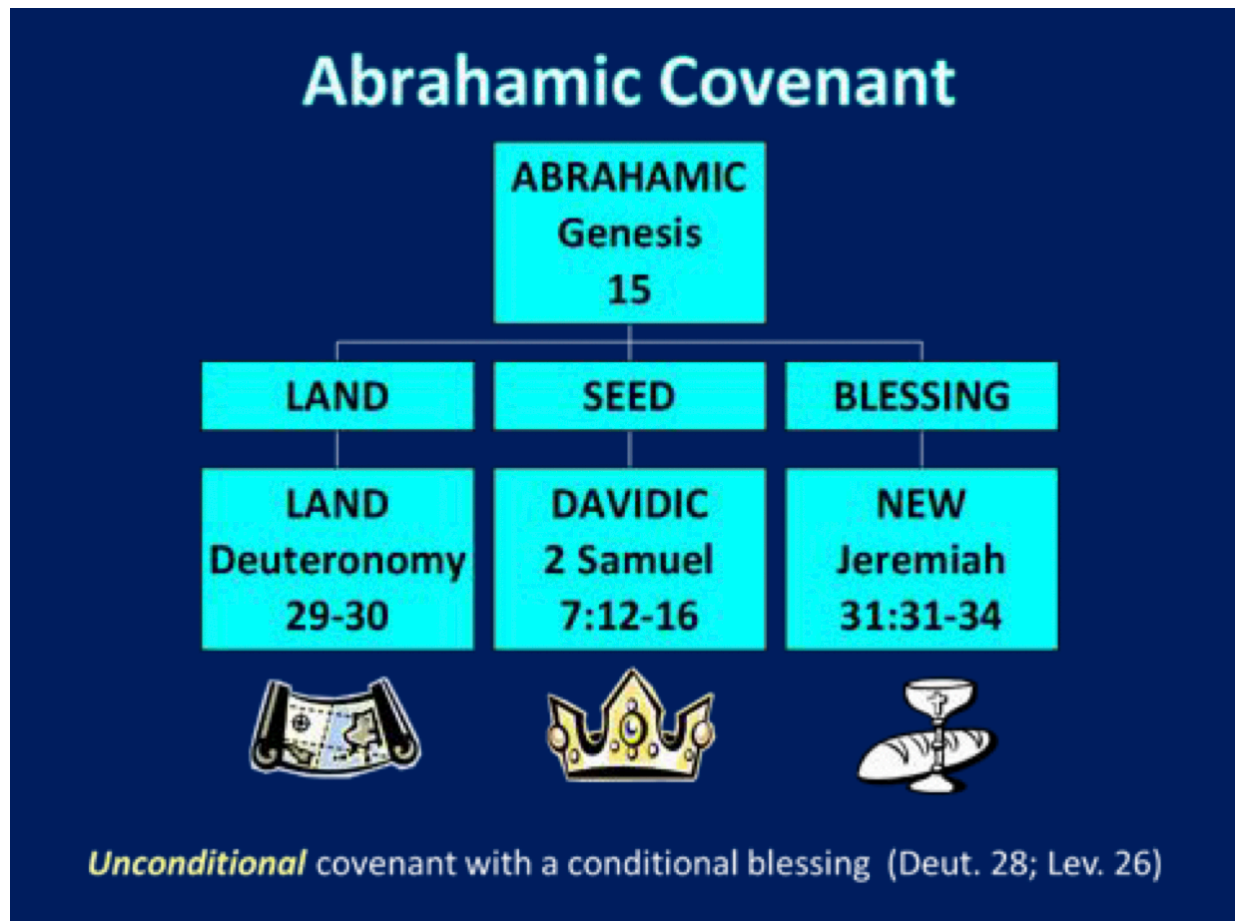 Abrahamic Covenant
ABRAHAMIC
Genesis
15
LAND
SEED
BLESSING
LAND
Deuteronomy
29-30
DAVIDIC
2 Samuel
7:12-16
NEW
Jeremiah
31:31-34
Unconditional covenant with a conditional blessing (Deut. 28; Lev. 26)